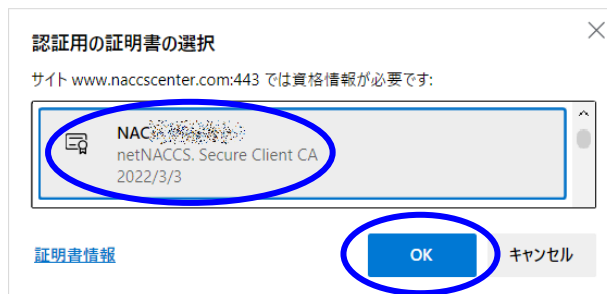 認証用の証明書の選択
サイト www.naccscenter.com:443 では資格情報が必要です:
NAC
netNACCS. Secure Client CA
2022/3/3
証明書情報
OK
キャンセル